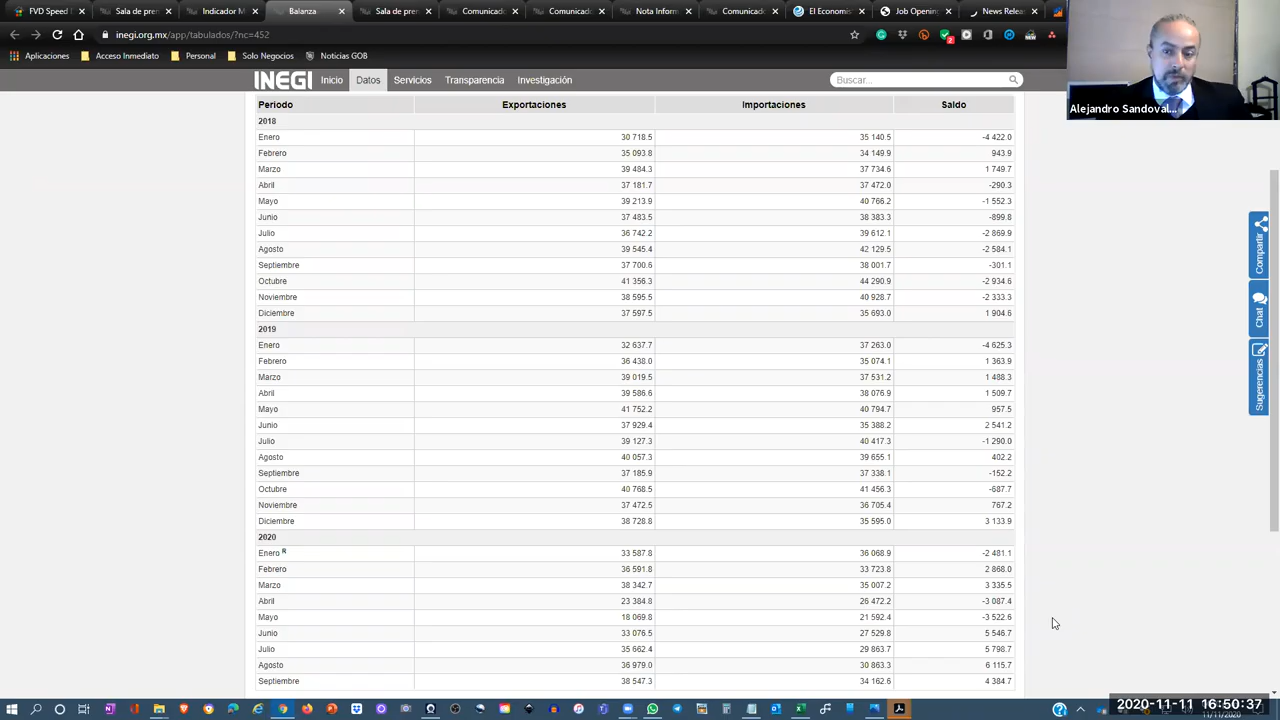 FVD Speed
Sala de pre
Indicador M
Balanza
Sala de pre
Comunicado
Comunicad
Nota Inform
Comunicado
El Economis
Job Opening
News Relea
inegi.org.mx/app/tabulados/?nc=452
Aplicaciones Acceso Inmediato Personal Solo Negocios Noticias GOB
INEGI Inicio Datos Servicios Transparencia Investigación Buscar...
Alejandro Sandoval...
Periodo Exportaciones Importaciones Saldo
2018
Enero 30 718.5 35 140.5 -4 422.0
Febrero 35 093.8 34 149.9 943.9
Marzo 39 484.3 37 734.6 1 749.7
Abril 37 181.7 37 472.0 -290.3
Mayo 39 213.9 40 766.2 -1 552.3
Junio 37 483.5 38 383.3 -899.8
Julio 36 742.2 39 612.1 -2 869.9
Agosto 39 545.4 42 129.5 -2 584.1
Septiembre 37 700.6 38 001.7 -301.1
Octubre 41 356.3 44 290.9 -2 934.6
Noviembre 38 595.5 40 928.7 -2 333.3
Diciembre 37 597.5 35 693.0 1 904.6
2019
Enero 32 637.7 37 263.0 -4 625.3
Febrero 36 438.0 35 074.1 1 363.9
Marzo 39 019.5 37 531.2 1 488.3
Abril 39 586.6 38 076.9 1 509.7
Mayo 41 752.2 40 794.7 957.5
Junio 37 929.4 35 388.2 2 541.2
Julio 39 127.3 40 417.3 -1 290.0
Agosto 40 057.3 39 655.1 402.2
Septiembre 37 185.9 37 338.1 -152.2
Octubre 40 768.5 41 456.3 -687.7
Noviembre 37 472.5 36 705.4 767.2
Diciembre 38 728.8 35 595.0 3 133.9
2020
Enero R 33 587.8 36 068.9 -2 481.1
Febrero 36 591.8 33 723.8 2 868.0
Marzo 38 342.7 35 007.2 3 335.5
Abril 23 384.8 26 472.2 -3 087.4
Mayo 18 069.8 21 592.4 -3 522.6
Junio 33 076.5 27 529.8 5 546.7
Julio 35 662.4 29 863.7 5 798.7
Agosto 36 979.0 30 863.3 6 115.7
Septiembre 38 547.3 34 162.6 4 384.7
Compartir
Chat
Sugerencias
2020-11-11 16:50:37
11/11/2020